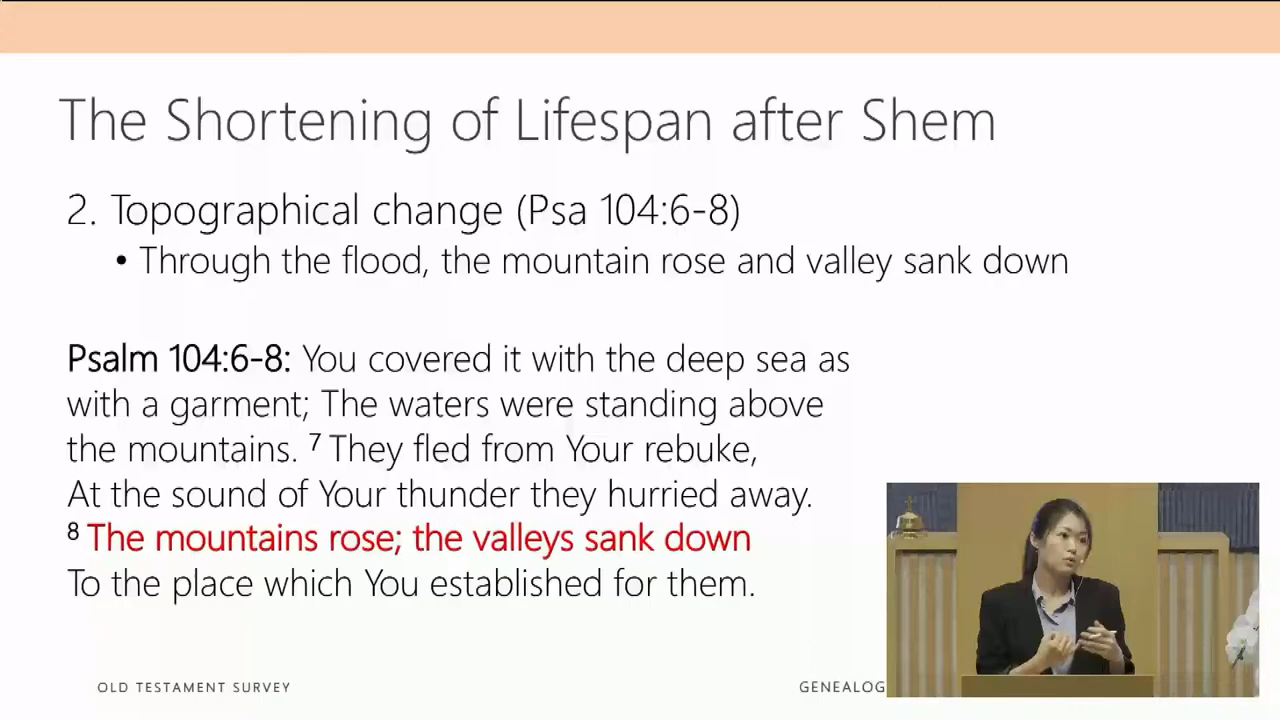 The Shortening of Lifespan after Shem
2. Topographical change (Psa 104:6-8)
• Through the flood, the mountain rose and valley sank down
Psalm 104:6-8: You covered it with the deep sea as
with a garment; The waters were standing above
the mountains. 7 They fled from Your rebuke,
At the sound of Your thunder they hurried away.
8 The mountains rose; the valleys sank down
To the place which You established for them.
OLD TESTAMENT SURVEY
GENEALOG